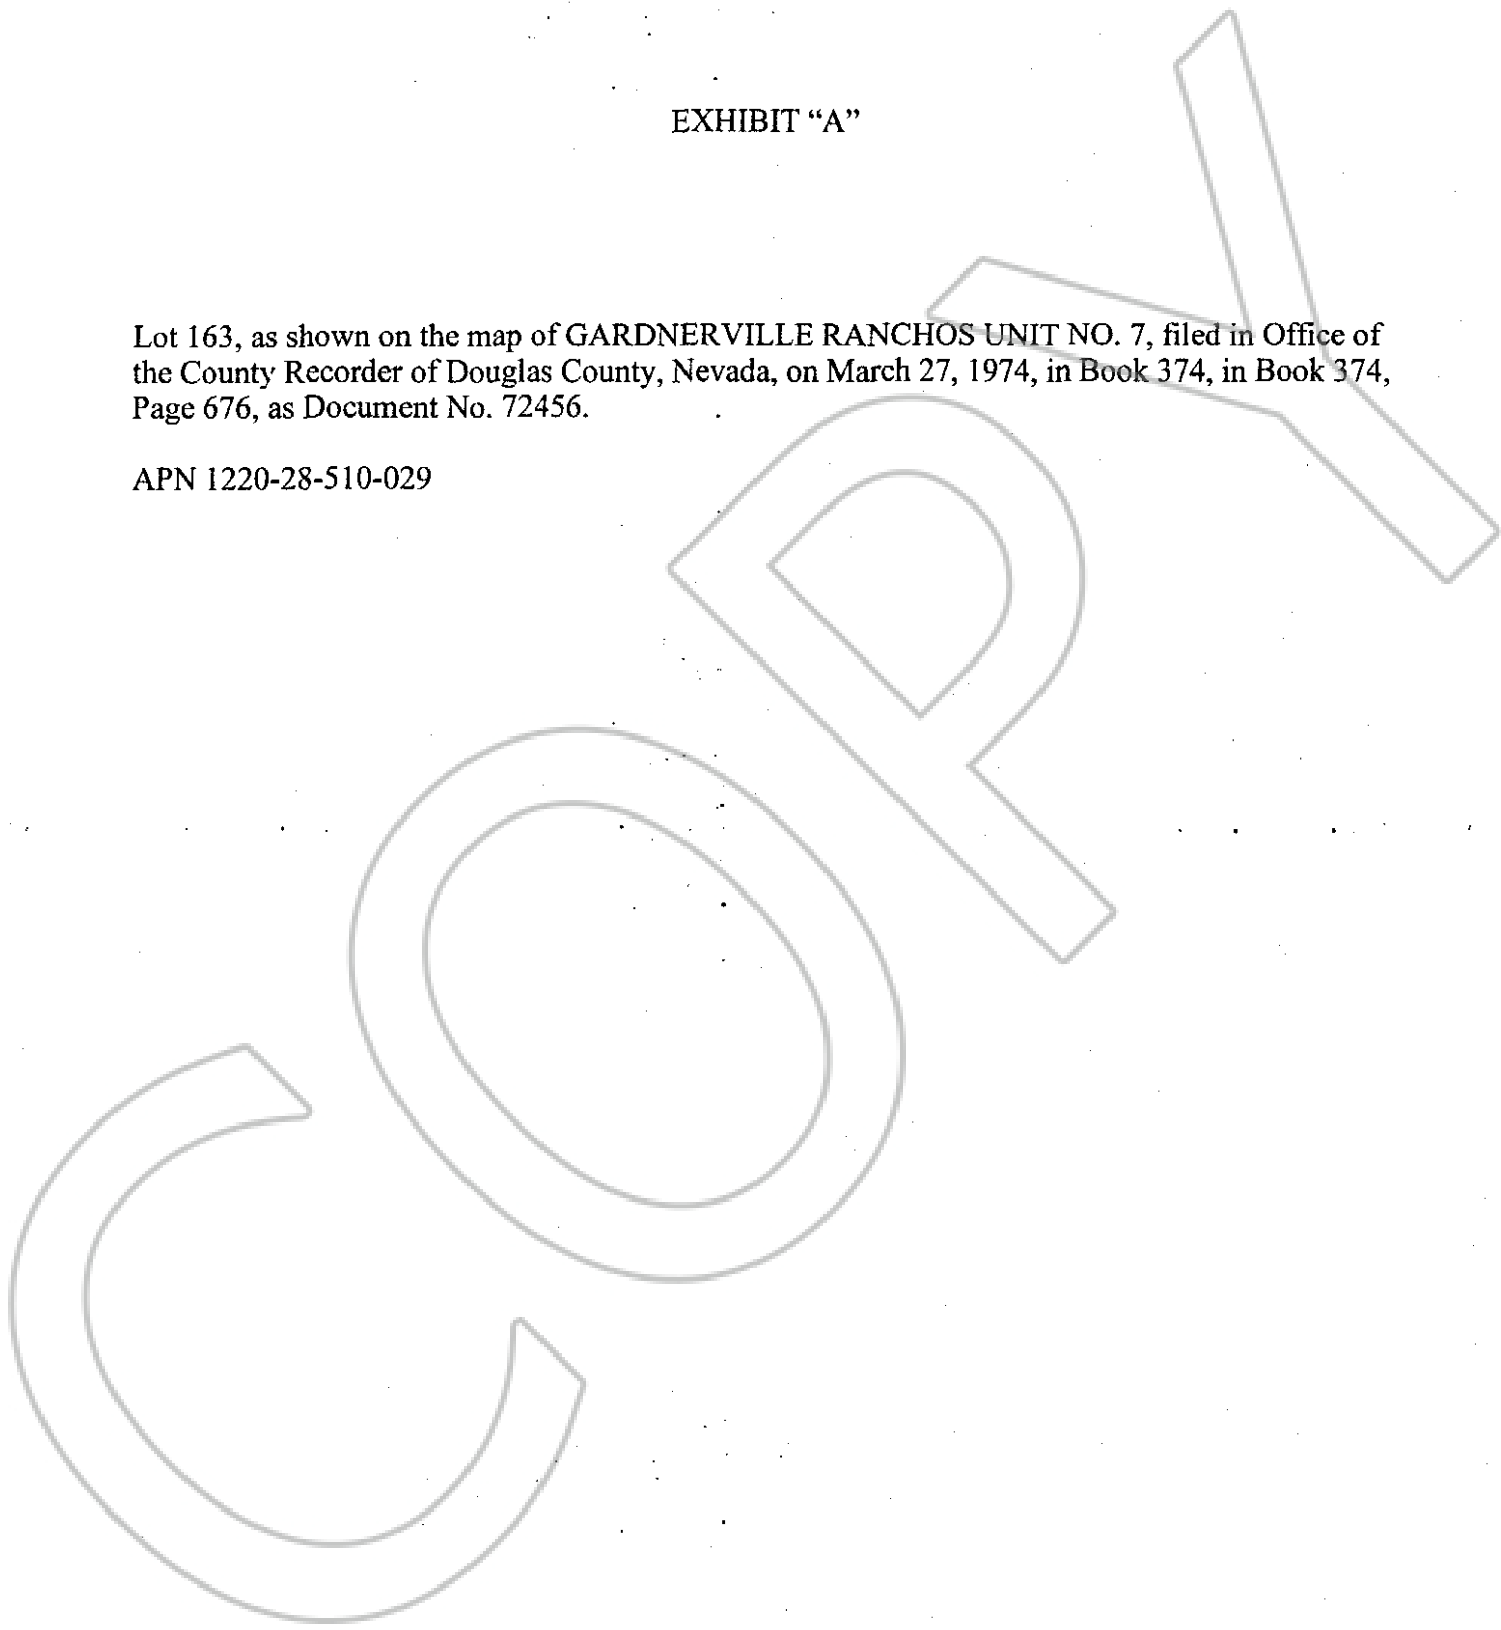 EXHIBIT “A”
Lot 163, as shown on the map of GARDNERVILLE RANCHOS UNIT NO. 7, filed in Office of
the County Recorder of Douglas County, Nevada, on March 27, 1974, in Book 374, in Book 374,
Page 676, as Document No. 72456.
APN 1220-28-510-029
COPY